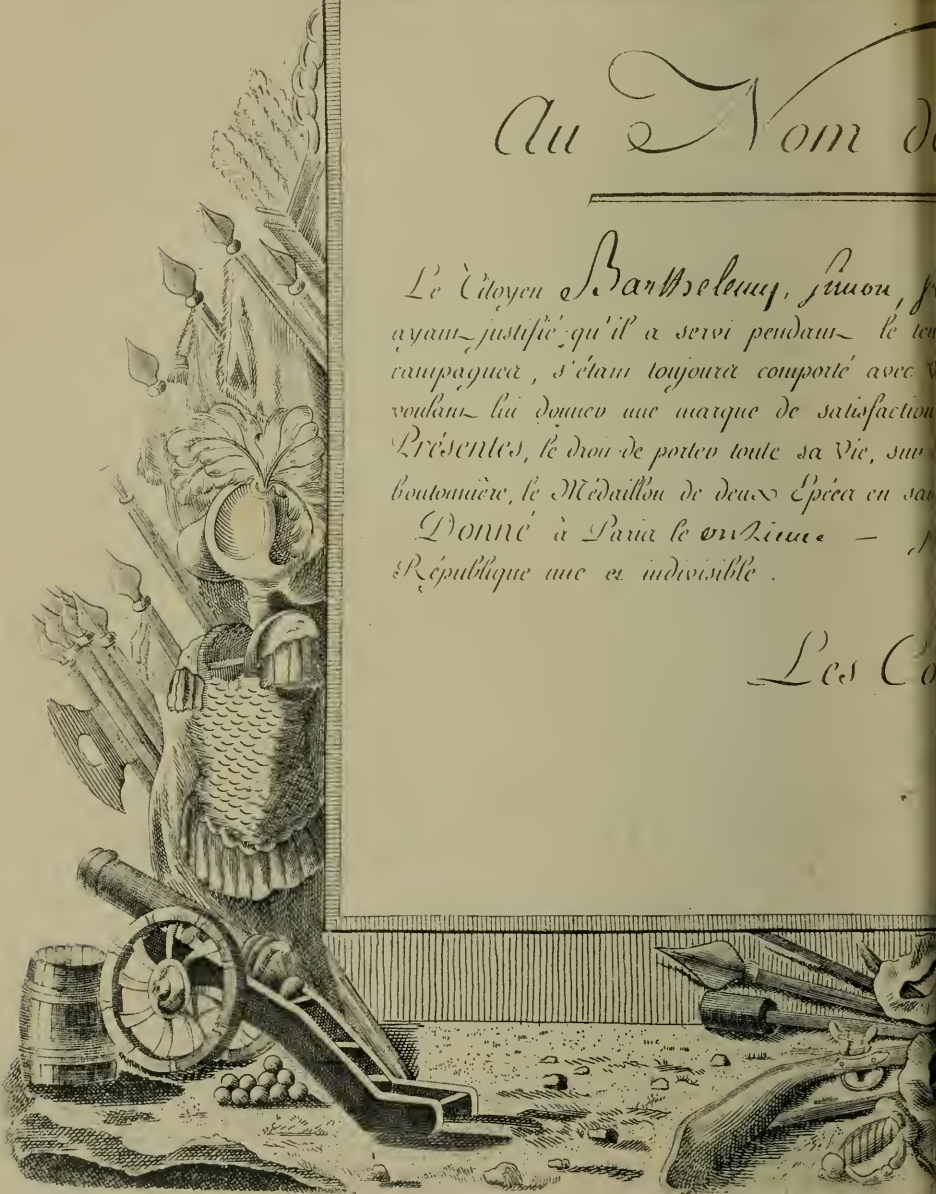 Au Nom de
Le Citoyen Barthelemy, Simon,
ayant justifié qu'il a servi pendant le
campagnes, s'étant toujours comporté avec
voulant lui donner une marque de satisfaction
Présentes, le droit de porter toute sa Vie, sur
boutonnière, le Médaillon de deux Epées en
Donné à Paris le onzieme —
République une et indivisible .
Les Co